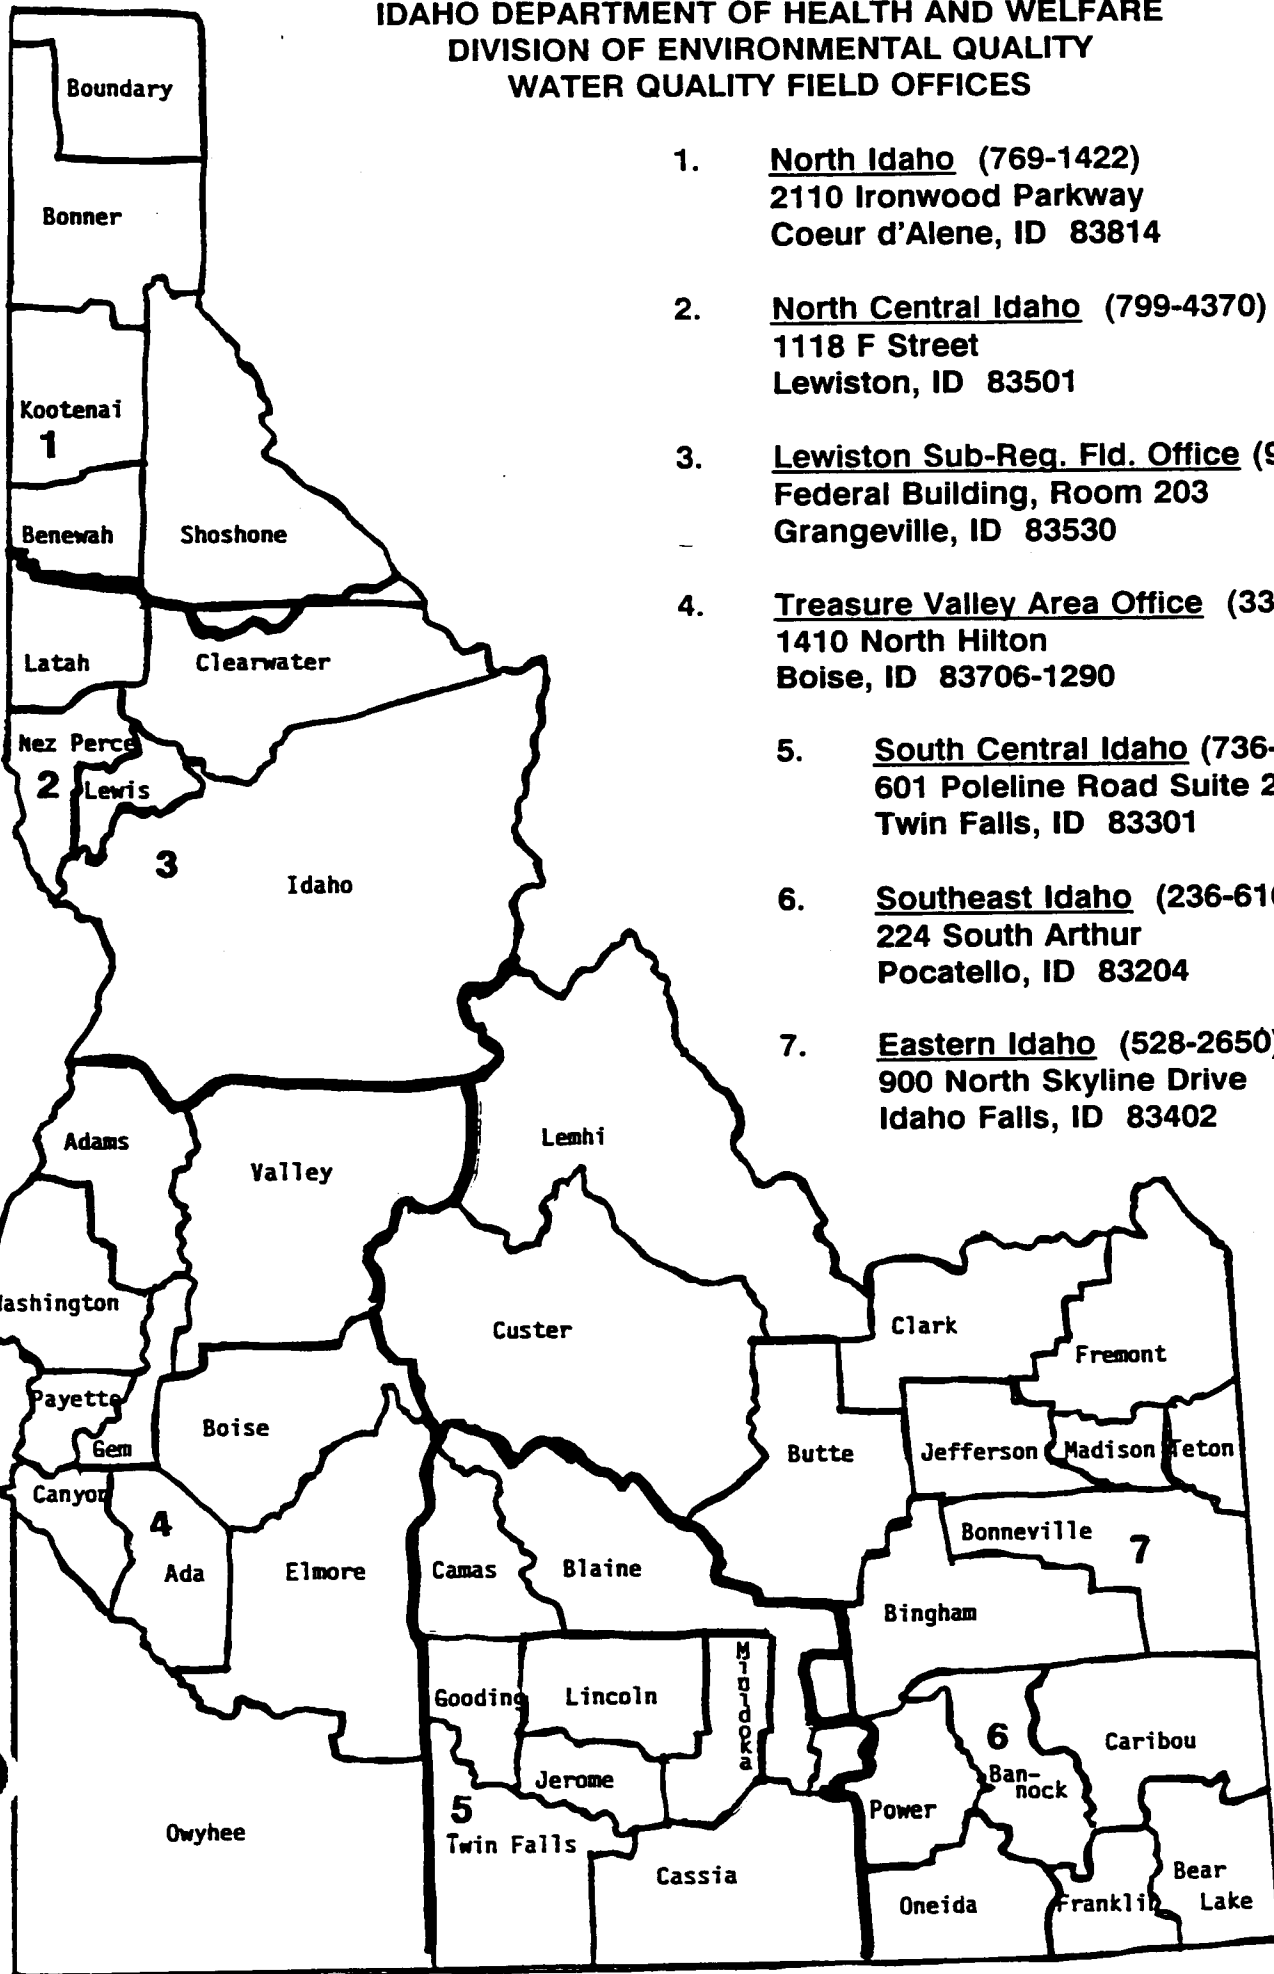 IDAHO DEPARTMENT OF HEALTH AND WELFARE
DIVISION OF ENVIRONMENTAL QUALITY
WATER QUALITY FIELD OFFICES
1. North Idaho (769-1422)
2110 Ironwood Parkway
Coeur d'Alene, ID 83814
2. North Central Idaho (799-4370)
1118 F Street
Lewiston, ID 83501
3. Lewiston Sub-Reg. Fld. Office (9
Federal Building, Room 203
Grangeville, ID 83530
4. Treasure Valley Area Office (33
1410 North Hilton
Boise, ID 83706-1290
5. South Central Idaho (736-
601 Poleline Road Suite 2
Twin Falls, ID 83301
6. Southeast Idaho (236-616
224 South Arthur
Pocatello, ID 83204
7. Eastern Idaho (528-2650)
900 North Skyline Drive
Idaho Falls, ID 83402
Boundary
Bonner
Kootenai
1
Benewah
Shoshone
Latah
Clearwater
Nez Perce
2
Lewis
3
Idaho
Adams
Valley
Lemhi
ashington
Custer
Clark
Fremont
Payette
Gem
Boise
Butte
Jefferson
Madison
Teton
Canyon
4
Ada
Elmore
Camas
Blaine
Bonneville
7
Bingham
Gooding
Lincoln
Minidoka
Jerome
5
Twin Falls
Cassia
Owyhee
Power
6
Ban-
nock
Caribou
Oneida
Franklin
Bear
Lake